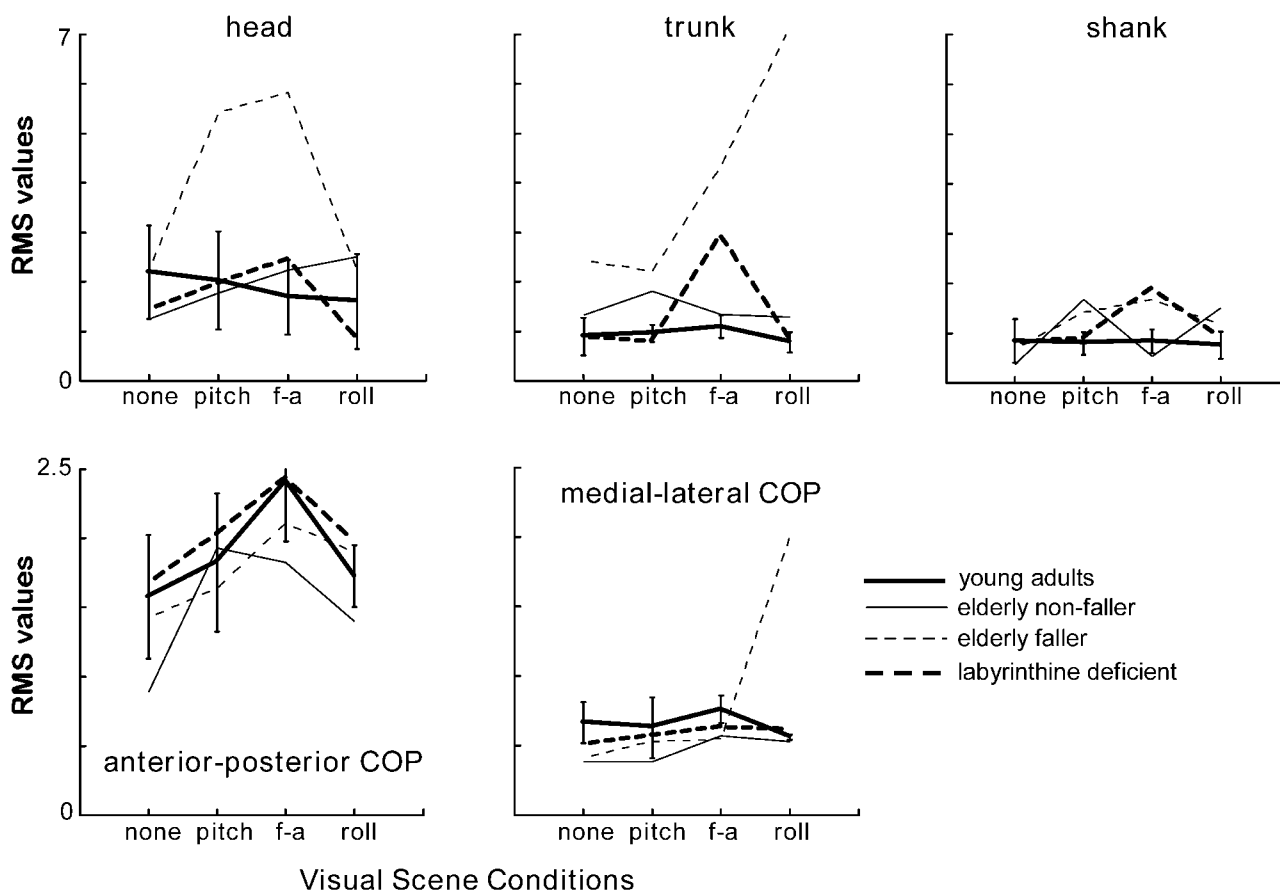 head
trunk
shank
7
RMS values
0
none pitch f-a roll
none pitch f-a roll
none pitch f-a roll
2.5
RMS values
medial-lateral COP
anterior-posterior COP
0
none pitch f-a roll
none pitch f-a roll
young adults
elderly non-faller
elderly faller
labyrinthine deficient
Visual Scene Conditions